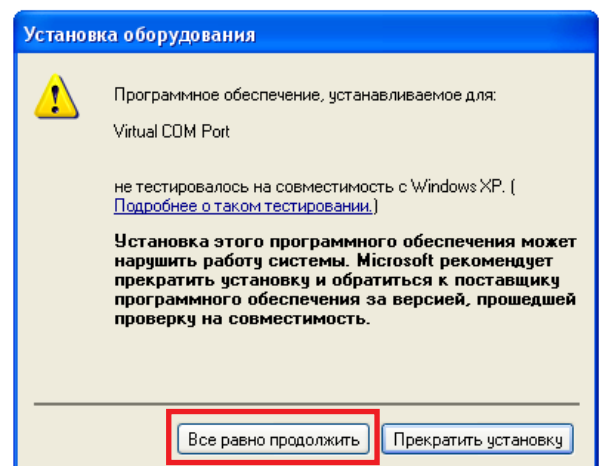 Установка оборудования
Программное обеспечение, устанавливаемое для:
Virtual COM Port
не тестировалось на совместимость с Windows XP. (
Подробнее о таком тестировании.)
Установка этого программного обеспечения может
нарушить работу системы. Microsoft рекомендует
прекратить установку и обратиться к поставщику
программного обеспечения за версией, прошедшей
проверку на совместимость.
Все равно продолжить
Прекратить установку